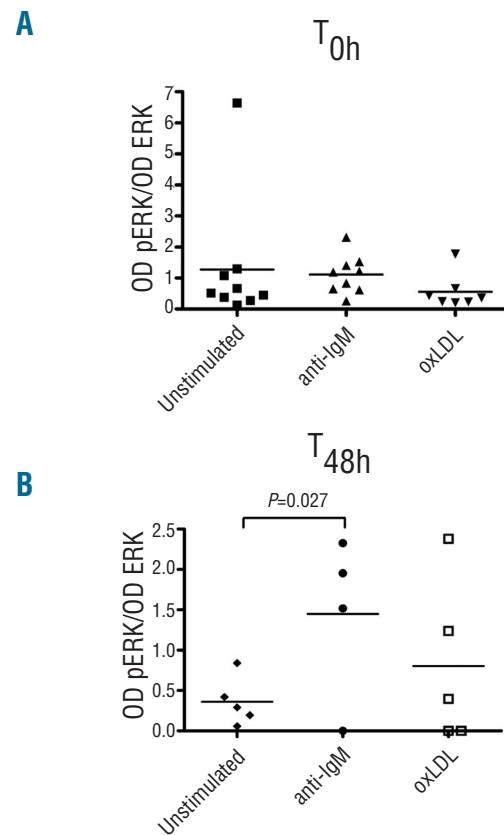 A
T0h
OD pERK/OD ERK
7
6
5
4
3
2
1
0
Unstimulated
anti-IgM
oxLDL
B
T48h
P=0.027
OD pERK/OD ERK
2.5
2.0
1.5
1.0
0.5
0.0
Unstimulated
anti-IgM
oxLDL